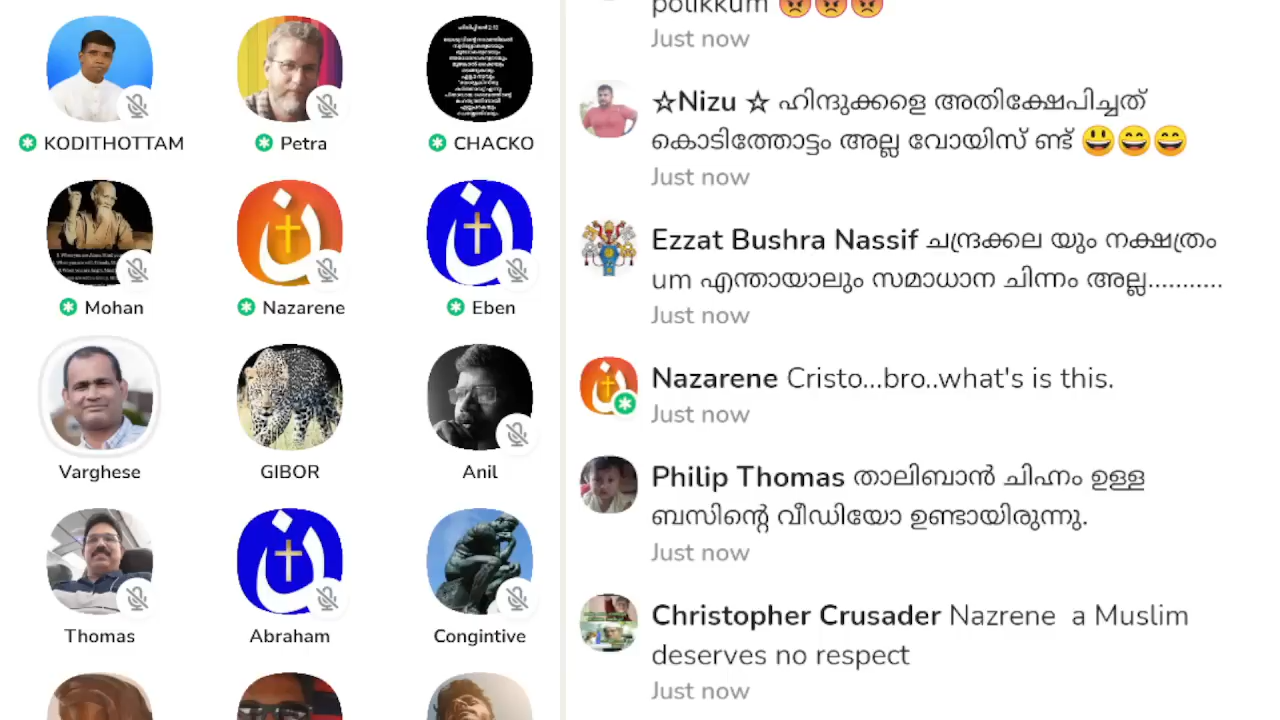 KODITHOTTAM
Petra
CHACKO
Mohan
Nazarene
Eben
Varghese
GIBOR
Anil
Thomas
Abraham
Congintive
polikkum 😡😡😡
Just now
☆Nizu ☆ ഹിന്ദുക്കളെ അതിക്ഷേപിച്ചത്
കൊടിത്തോട്ടം അല്ല വോയിസ് ണ്ട് 😃😄😄
Just now
Ezzat Bushra Nassif ചന്ദ്രക്കല യും നക്ഷത്രം
um എന്തായാലും സമാധാന ചിന്നം അല്ല...........
Just now
Nazarene Cristo...bro..what's is this.
Just now
Philip Thomas താലിബാൻ ചിഹ്നം ഉള്ള
ബസിന്റെ വീഡിയോ ഉണ്ടായിരുന്നു.
Just now
Christopher Crusader Nazrene a Muslim
deserves no respect
Just now